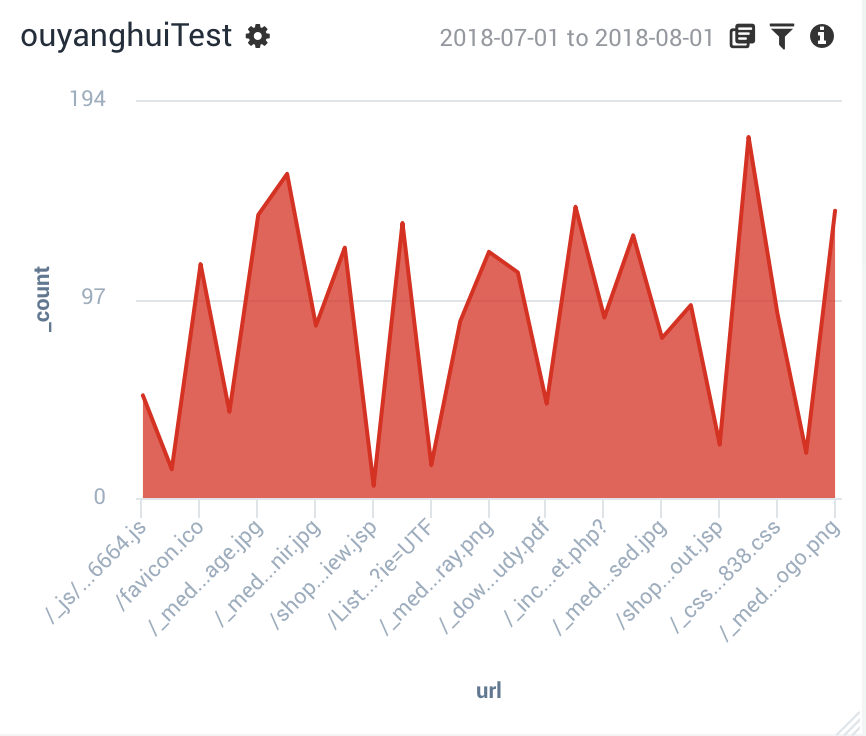 ouyanghuiTest
2018-07-01 to 2018-08-01
194
97
0
_count
/_js/...6664.js
/favicon.ico
/_med...age.jpg
/_med...nir.jpg
/shop...iew.jsp
/List...?ie=UTF
/_med...ray.png
/_dow...udy.pdf
/_inc...et.php?
/_med...sed.jpg
/shop...out.jsp
/_css...838.css
/_med...ogo.png
url